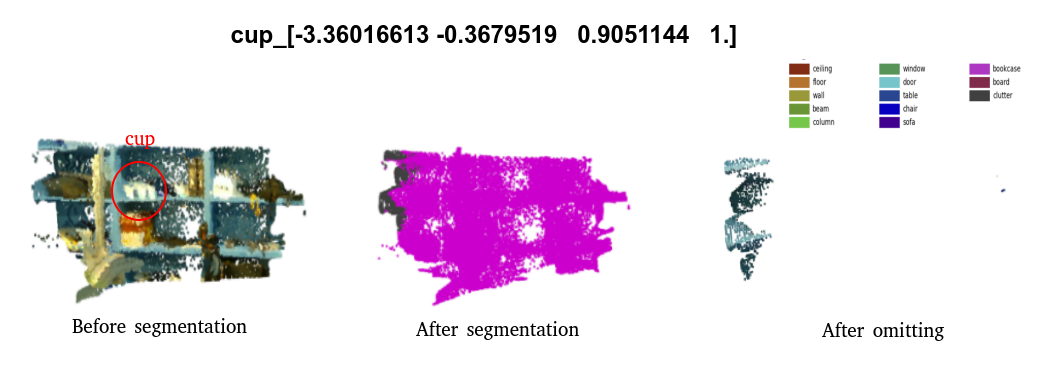 cup_[-3.36016613 -0.3679519 0.9051144 1.]
ceiling window bookcase
floor door board
wall table clutter
beam chair
column sofa
cup
Before segmentation After segmentation After omitting